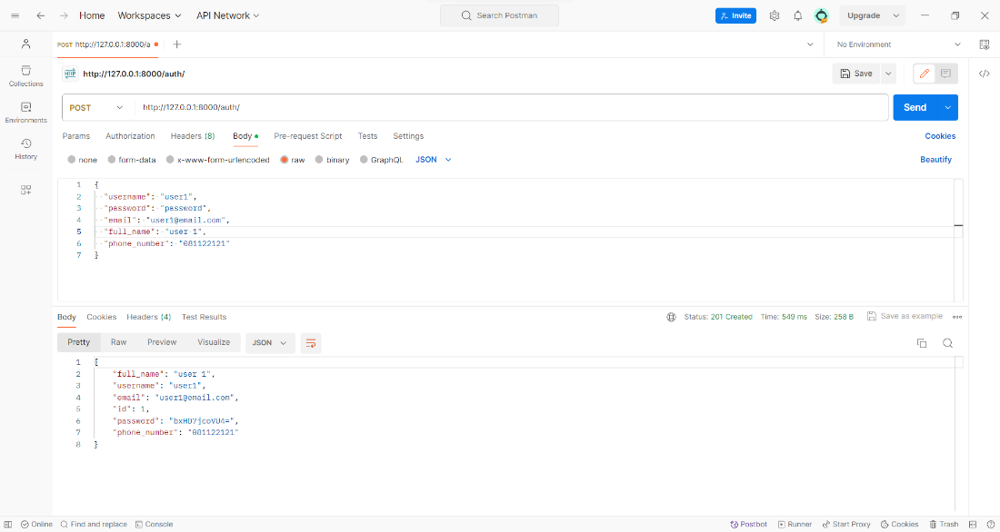 Home Workspaces API Network Search Postman Invite Upgrade
POST http://127.0.0.1:8000/a No Environment
HTTP http://127.0.0.1:8000/auth/ Save
Collections
Environments
History
POST http://127.0.0.1:8000/auth/ Send
Params Authorization Headers (8) Body Pre-request Script Tests Settings Cookies
none form-data x-www-form-urlencoded raw binary GraphQL JSON Beautify
1 {
2 "username": "user1",
3 "password": "password",
4 "email": "user1@email.com",
5 "full_name": "user 1",
6 "phone_number": "081122121"
7 }
Body Cookies Headers (4) Test Results Status: 201 Created Time: 549 ms Size: 258 B Save as example
Pretty Raw Preview Visualize JSON
1 {
2 "full_name": "user 1",
3 "username": "user1",
4 "email": "user1@email.com",
5 "id": 1,
6 "password": "bxHD7jcoVU4=",
7 "phone_number": "081122121"
8 }
Online Find and replace Console Postbot Runner Start Proxy Cookies Trash